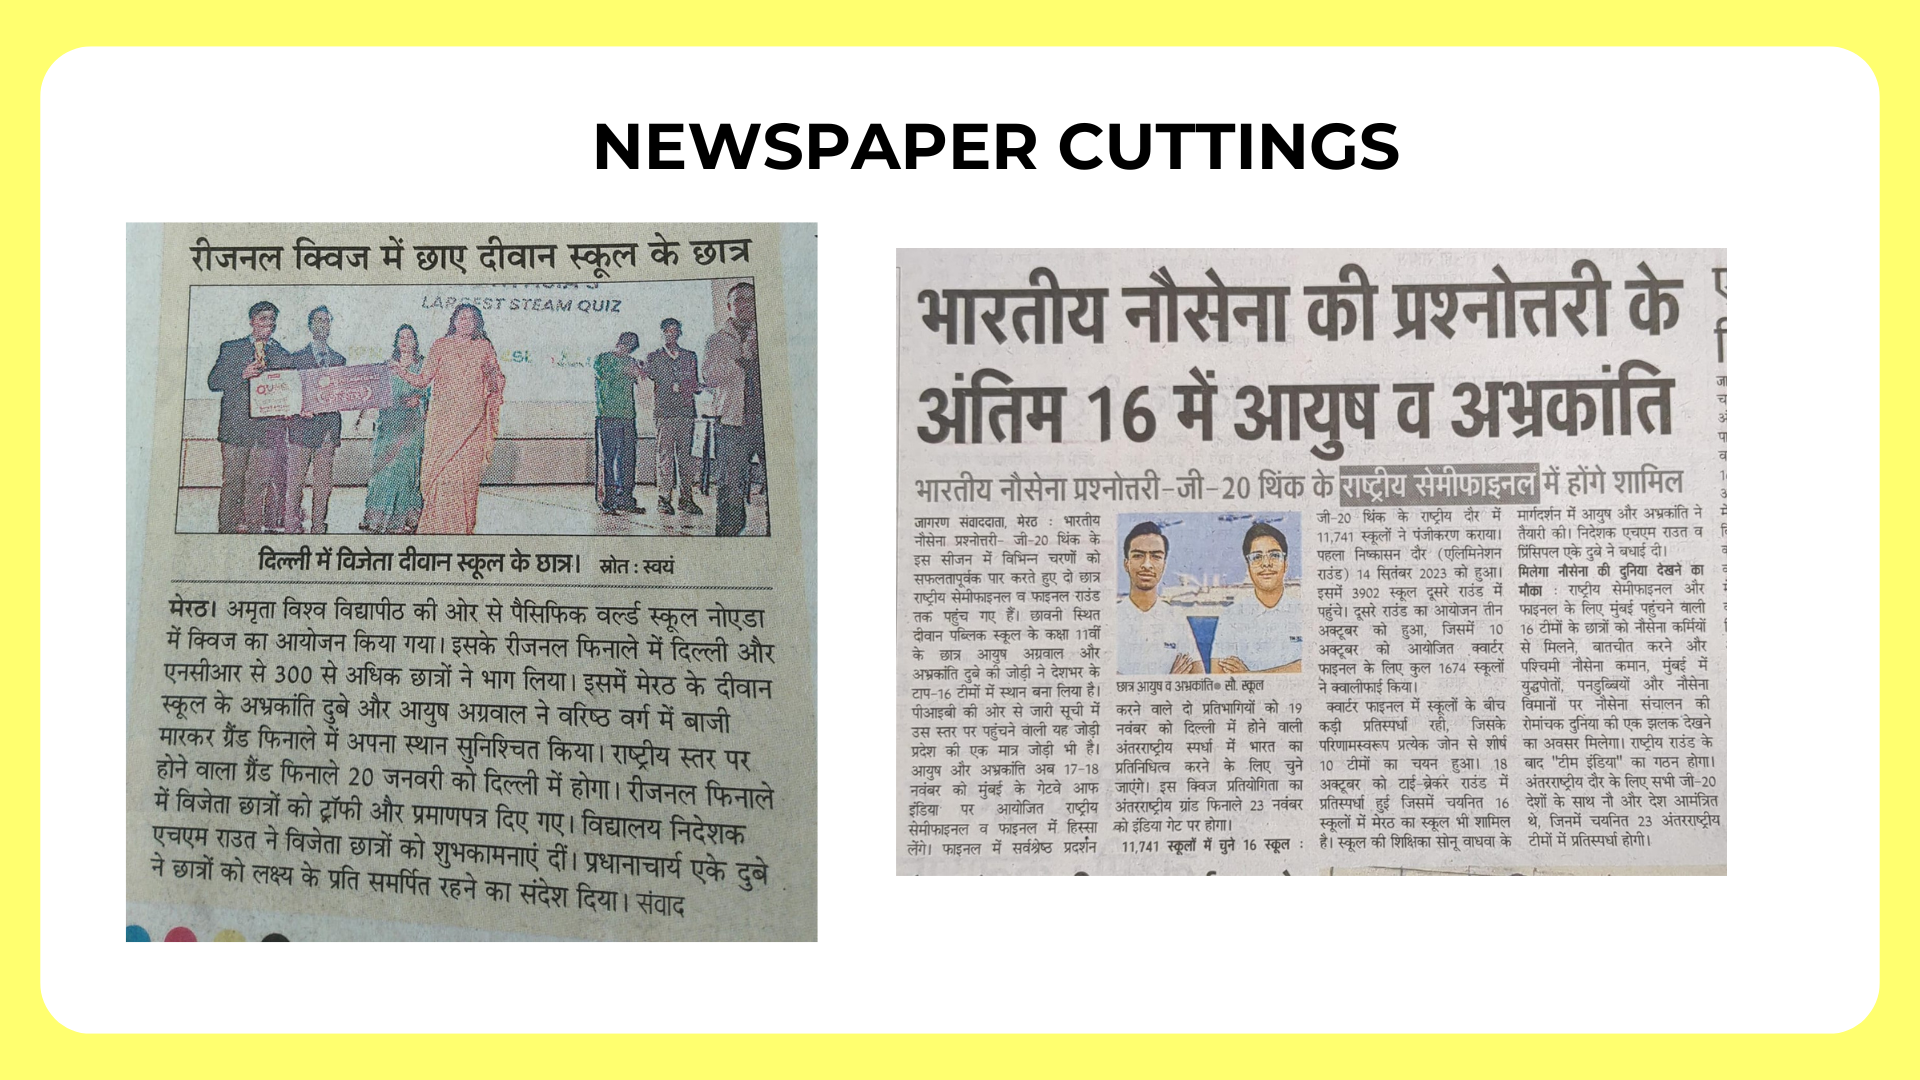 NEWSPAPER CUTTINGS
रीजनल क्विज में छाए दीवान स्कूल के छात्र
LARGEST STEAM QUIZ
दिल्ली में विजेता दीवान स्कूल के छात्र। स्रोत : स्वयं
मेरठ। अमृता विश्व विद्यापीठ की ओर से पैसिफिक वर्ल्ड स्कूल नोएडा
में क्विज का आयोजन किया गया। इसके रीजनल फिनाले में दिल्ली और
एनसीआर से 300 से अधिक छात्रों ने भाग लिया। इसमें मेरठ के दीवान
स्कूल के अभ्रकांति दुबे और आयुष अग्रवाल ने वरिष्ठ वर्ग में बाजी
मारकर ग्रैंड फिनाले में अपना स्थान सुनिश्चित किया। राष्ट्रीय स्तर पर
होने वाला ग्रैंड फिनाले 20 जनवरी को दिल्ली में होगा। रीजनल फिनाले
में विजेता छात्रों को ट्रॉफी और प्रमाणपत्र दिए गए। विद्यालय निदेशक
एचएम राउत ने विजेता छात्रों को शुभकामनाएं दीं। प्रधानाचार्य एके दुबे
ने छात्रों को लक्ष्य के प्रति समर्पित रहने का संदेश दिया। संवाद
भारतीय नौसेना की प्रश्नोत्तरी के
अंतिम 16 में आयुष व अभ्रकांति
भारतीय नौसेना प्रश्नोत्तरी-जी-20 थिंक के राष्ट्रीय सेमीफाइनल में होंगे शामिल
जागरण संवाददाता, मेरठ : भारतीय
नौसेना प्रश्नोत्तरी- जी-20 थिंक के
इस सीजन में विभिन्न चरणों को
सफलतापूर्वक पार करते हुए दो छात्र
राष्ट्रीय सेमीफाइनल व फाइनल राउंड
तक पहुंच गए हैं। छावनी स्थित
दीवान पब्लिक स्कूल के कक्षा 11वीं
के छात्र आयुष अग्रवाल और
अभ्रकांति दुबे की जोड़ी ने देशभर के
टाप-16 टीमों में स्थान बना लिया है।
पीआइबी की ओर से जारी सूची में
उस स्तर पर पहुंचने वाली यह जोड़ी
प्रदेश की एक मात्र जोड़ी भी है।
आयुष और अभ्रकांति अब 17-18
नवंबर को मुंबई के गेटवे आफ
इंडिया पर आयोजित राष्ट्रीय
सेमीफाइनल व फाइनल में हिस्सा
लेंगे। फाइनल में सर्वश्रेष्ठ प्रदर्शन
छात्र आयुष व अभ्रकांति● सौ. स्कूल
करने वाले दो प्रतिभागियों को 19
नवंबर को दिल्ली में होने वाली
अंतरराष्ट्रीय स्पर्धा में भारत का
प्रतिनिधित्व करने के लिए चुने
जाएंगे। इस क्विज प्रतियोगिता का
अंतरराष्ट्रीय ग्रांड फिनाले 23 नवंबर
को इंडिया गेट पर होगा।
11,741 स्कूलों में चुने 16 स्कूल :
जी-20 थिंक के राष्ट्रीय दौर में
11,741 स्कूलों ने पंजीकरण कराया।
पहला निष्कासन दौर (एलिमिनेशन
राउंड) 14 सितंबर 2023 को हुआ।
इसमें 3902 स्कूल दूसरे राउंड में
पहुंचे। दूसरे राउंड का आयोजन तीन
अक्टूबर को हुआ, जिसमें 10
अक्टूबर को आयोजित क्वार्टर
फाइनल के लिए कुल 1674 स्कूलों
ने क्वालीफाई किया।
क्वार्टर फाइनल में स्कूलों के बीच
कड़ी प्रतिस्पर्धा रही, जिसके
परिणामस्वरूप प्रत्येक जोन से शीर्ष
10 टीमों का चयन हुआ। 18
अक्टूबर को टाई-ब्रेकर राउंड में
प्रतिस्पर्धा हुई जिसमें चयनित 16
स्कूलों में मेरठ का स्कूल भी शामिल
है। स्कूल की शिक्षिका सोनू वाधवा के
मार्गदर्शन में आयुष और अभ्रकांति ने
तैयारी की। निदेशक एचएम राउत व
प्रिंसिपल एके दुबे ने बधाई दी।
मिलेगा नौसेना की दुनिया देखने का
मौका : राष्ट्रीय सेमीफाइनल और
फाइनल के लिए मुंबई पहुंचने वाली
16 टीमों के छात्रों को नौसेना कर्मियों
से मिलने, बातचीत करने और
पश्चिमी नौसेना कमान, मुंबई में
युद्धपोतों, पनडुब्बियों और नौसेना
विमानों पर नौसेना संचालन की
रोमांचक दुनिया की एक झलक देखने
का अवसर मिलेगा। राष्ट्रीय राउंड के
बाद "टीम इंडिया" का गठन होगा।
अंतरराष्ट्रीय दौर के लिए सभी जी-20
देशों के साथ नौ और देश आमंत्रित
थे, जिनमें चयनित 23 अंतरराष्ट्रीय
टीमों में प्रतिस्पर्धा होगी।